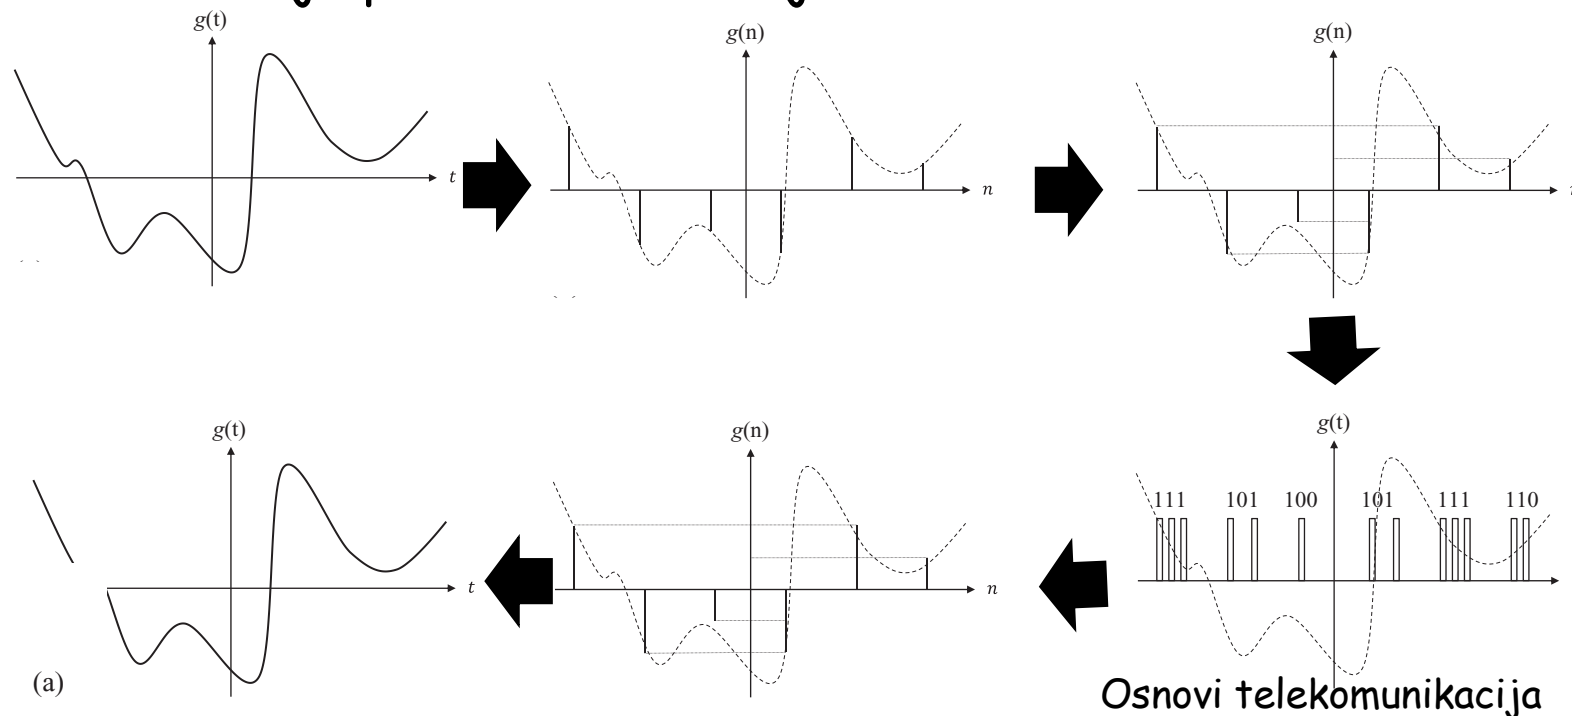 g(t)
t
g(n)
n
g(n)
g(t)
t
g(n)
n
g(t)
111 101 100 101 111 110
(a)
Osnovi telekomunikacija